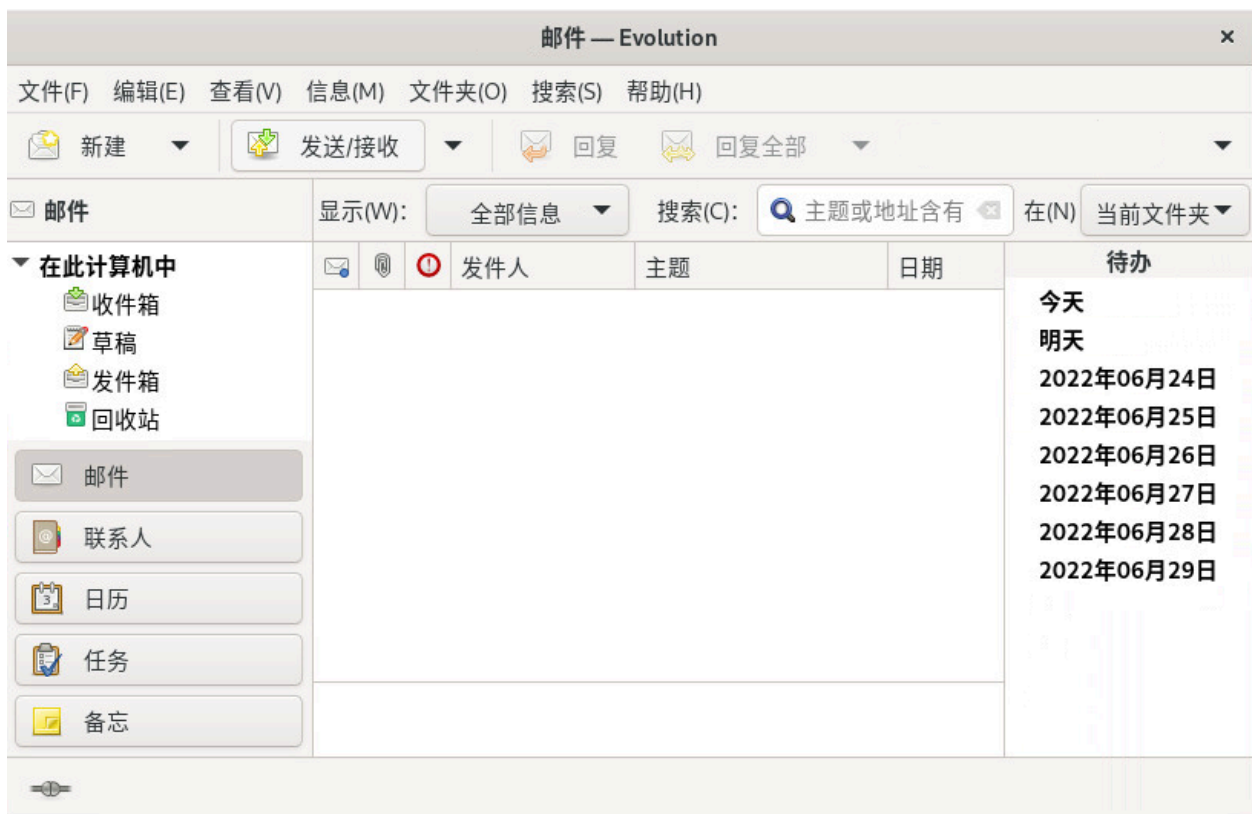 邮件 — Evolution ×
文件(F) 编辑(E) 查看(V) 信息(M) 文件夹(O) 搜索(S) 帮助(H)
新建 发送/接收 回复 回复全部
邮件 显示(W): 全部信息 搜索(C): 主题或地址含有 在(N) 当前文件夹
在此计算机中
收件箱
草稿
发件箱
回收站
邮件
联系人
日历
任务
备忘
发件人 主题 日期
待办
今天
明天
2022年06月24日
2022年06月25日
2022年06月26日
2022年06月27日
2022年06月28日
2022年06月29日